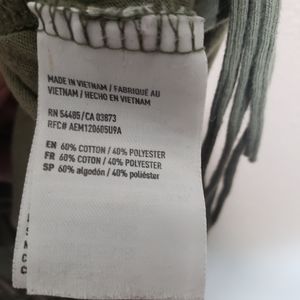 MADE IN VIETNAM / FABRIQUÉ AU
VIETNAM / HECHO EN VIETNAM
RN 54485/CA 03873
RFC# AEM120605U9A
EN 60% COTTON / 40% POLYESTER
FR 60% COTON / 40% POLYESTER
SP 60% algodón / 40% poliéster